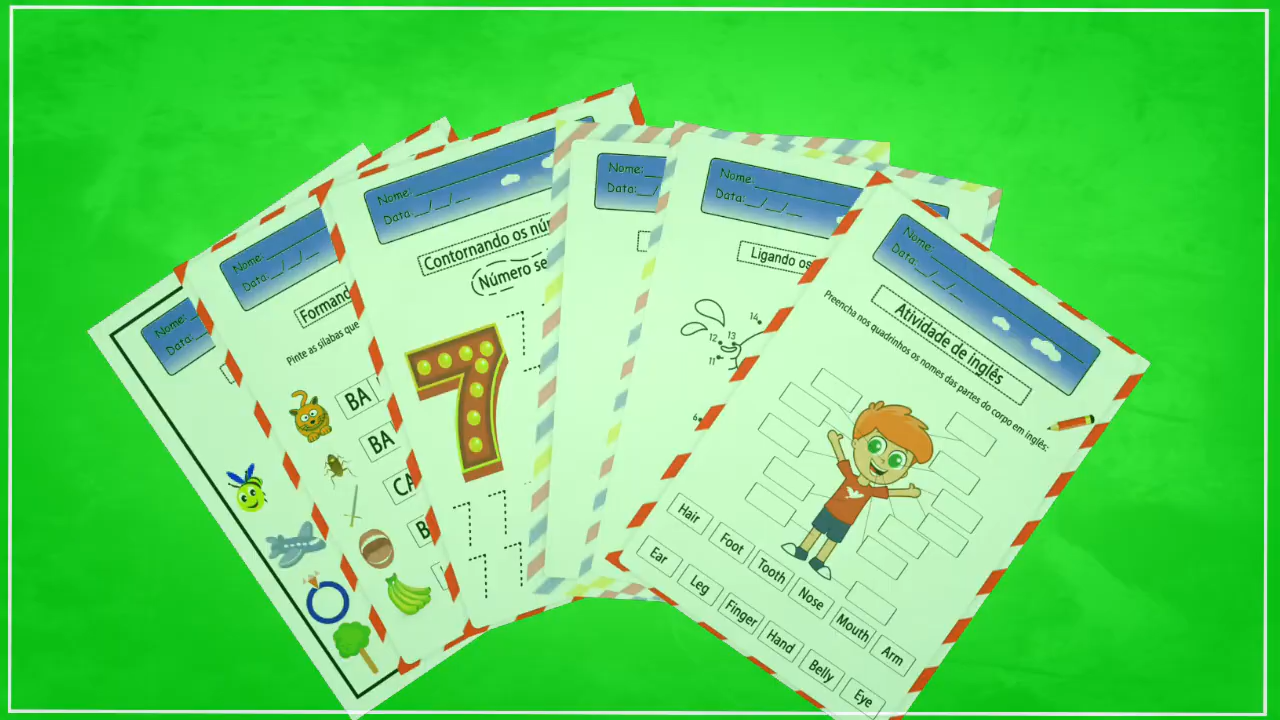 Nome:
Data:
Nome:
Data:
Formand
Pinte as sílabas que
BA
BA
CA
B
Nome:
Data:
Contornando os nú
Número se
7
Nome:
Data:
Nome:
Data:
Ligando os
14
13
12
11
6
Nome:
Data:
Atividade de inglês
Preencha nos quadrinhos os nomes das partes do corpo em inglês:
Hair
Foot
Tooth
Nose
Mouth
Arm
Ear
Leg
Finger
Hand
Belly
Eye